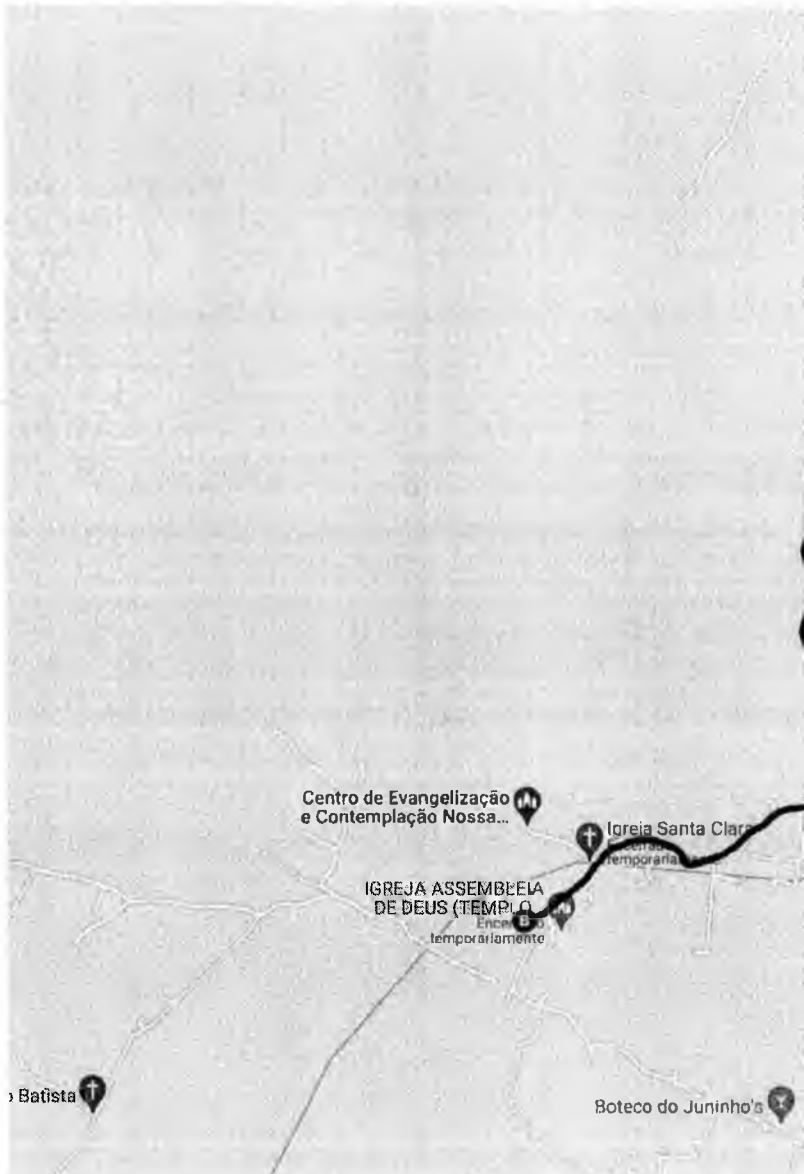 Centro de Evangelização
e Contemplação Nossa...
Igreja Santa Clara
temporariamente
IGREJA ASSEMBLEIA
DE DEUS (TEMPLO
B
temporariamente
Batista
Boteco do Juninho's